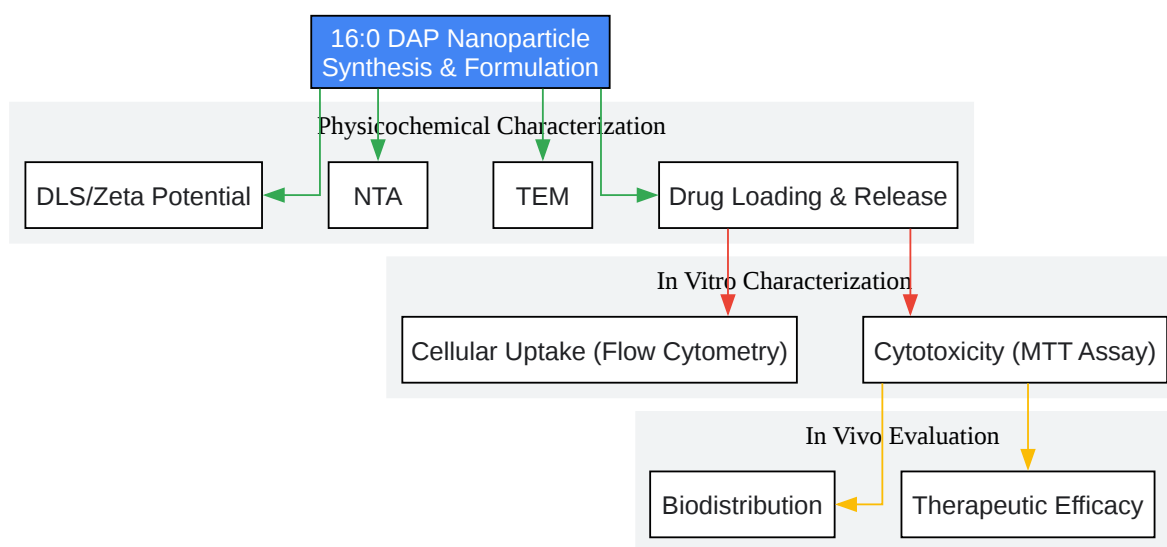 16:0 DAP Nanoparticle
Synthesis & Formulation
Physicochemical Characterization
DLS/Zeta Potential
NTA
TEM
Drug Loading & Release
In Vitro Characterization
Cellular Uptake (Flow Cytometry)
Cytotoxicity (MTT Assay)
In Vivo Evaluation
Biodistribution
Therapeutic Efficacy